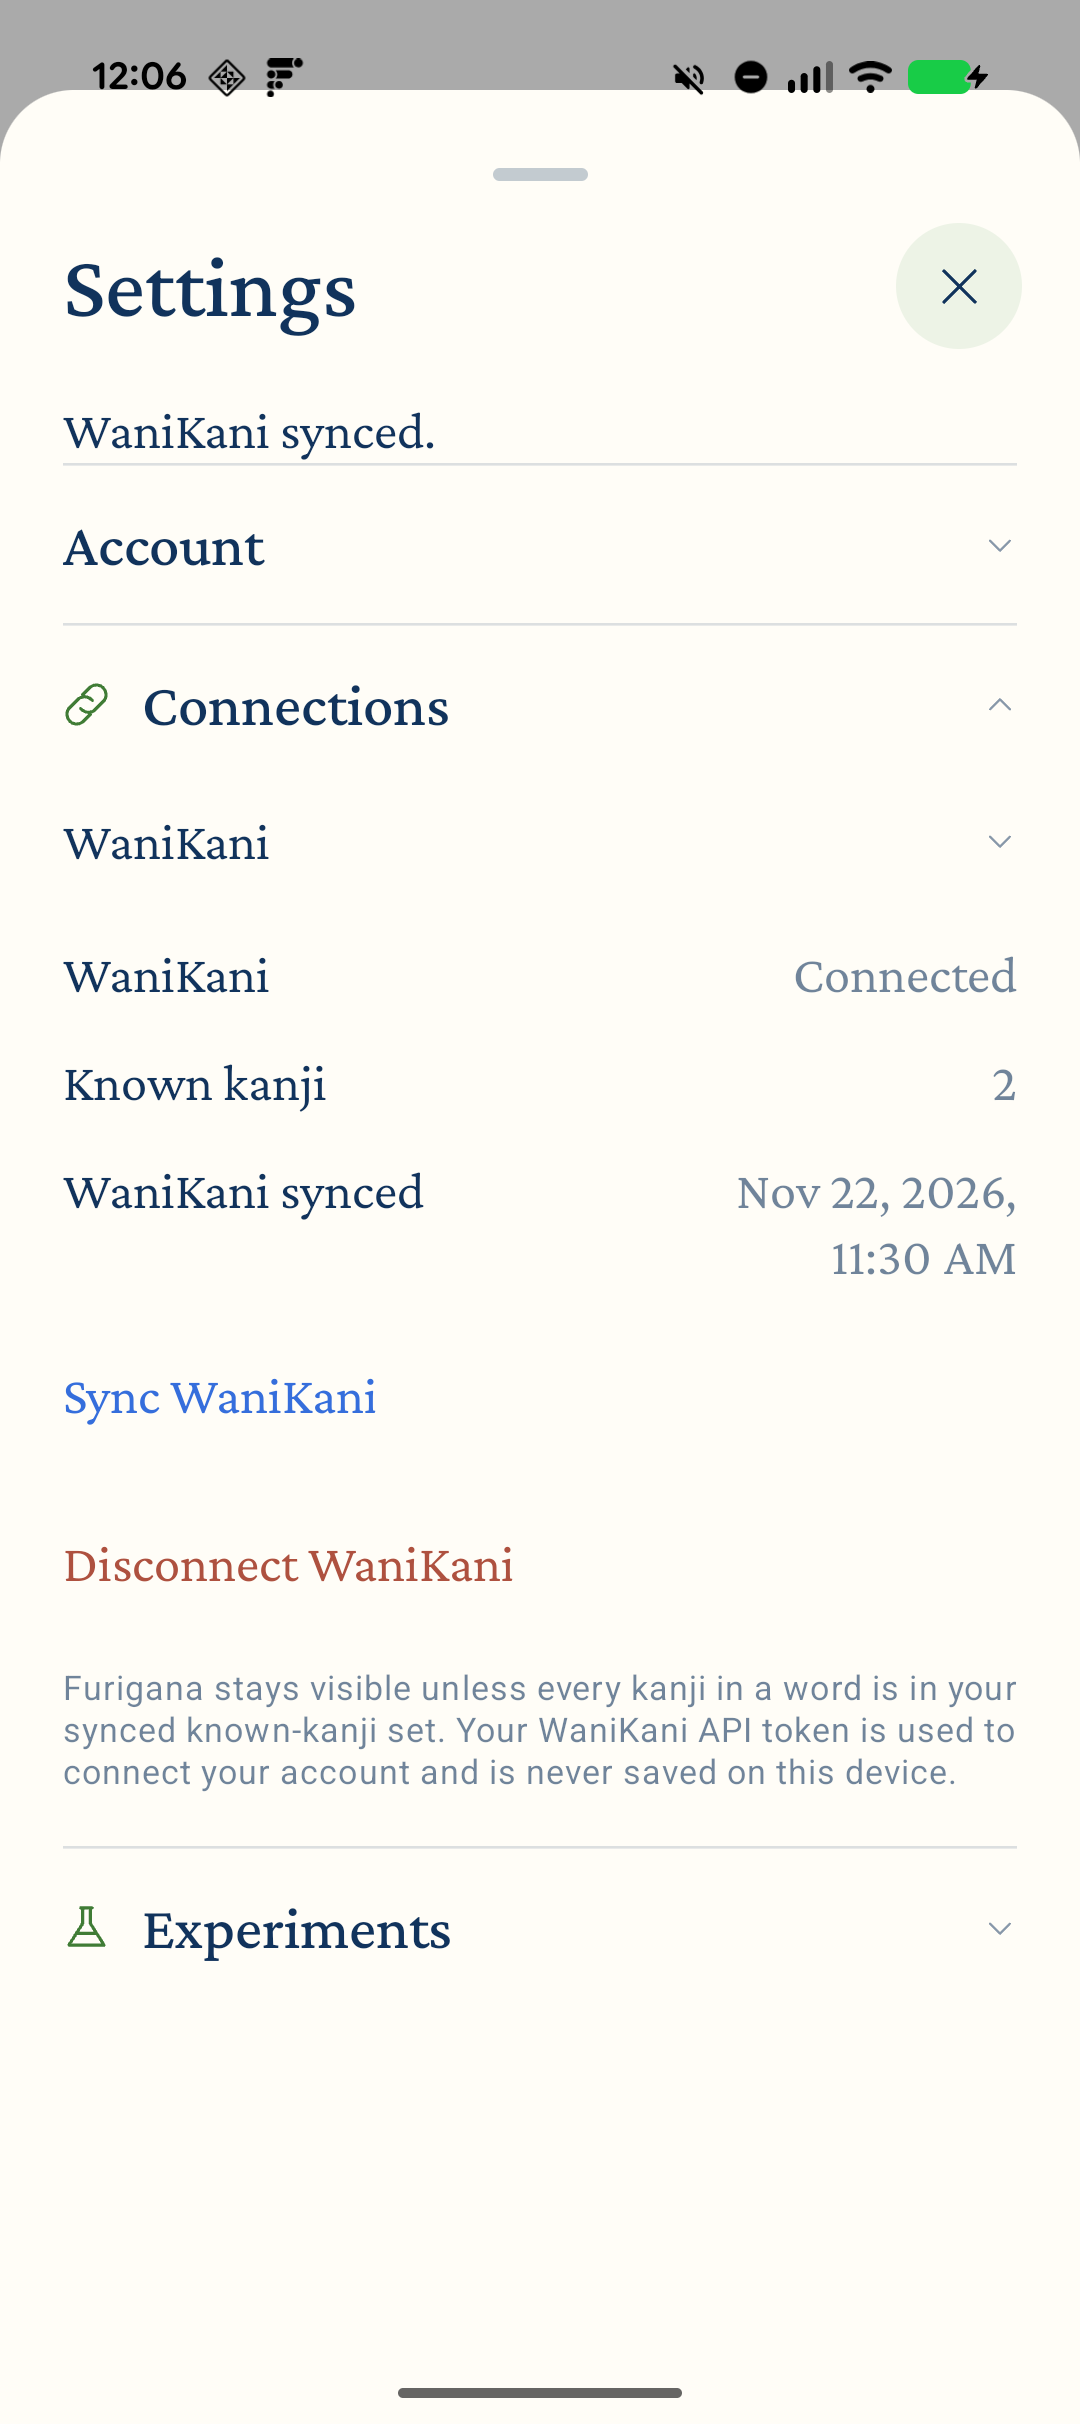 12:06
Settings
WaniKani synced.
Account
Connections
WaniKani
WaniKani Connected
Known kanji 2
WaniKani synced Nov 22, 2026,
11:30 AM
Sync WaniKani
Disconnect WaniKani
Furigana stays visible unless every kanji in a word is in your
synced known-kanji set. Your WaniKani API token is used to
connect your account and is never saved on this device.
Experiments